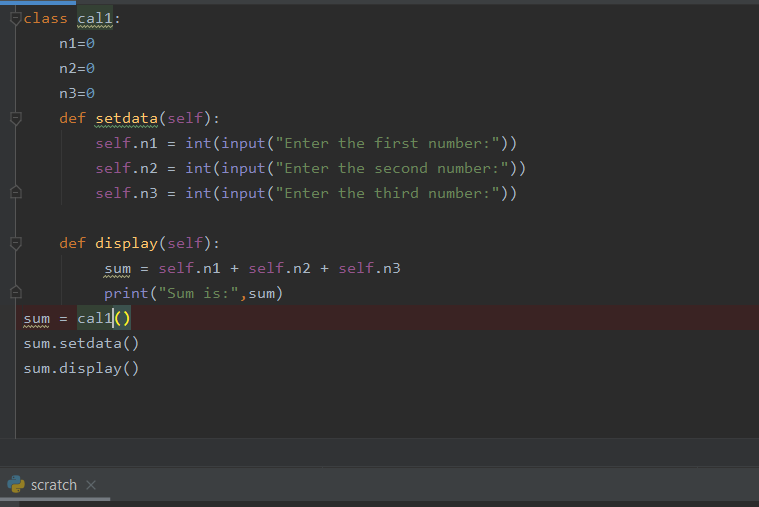 class cal1:
    n1=0
    n2=0
    n3=0
    def setdata(self):
        self.n1 = int(input("Enter the first number:"))
        self.n2 = int(input("Enter the second number:"))
        self.n3 = int(input("Enter the third number:"))

    def display(self):
         sum = self.n1 + self.n2 + self.n3
         print("Sum is:",sum)
sum = cal1()
sum.setdata()
sum.display()
scratch